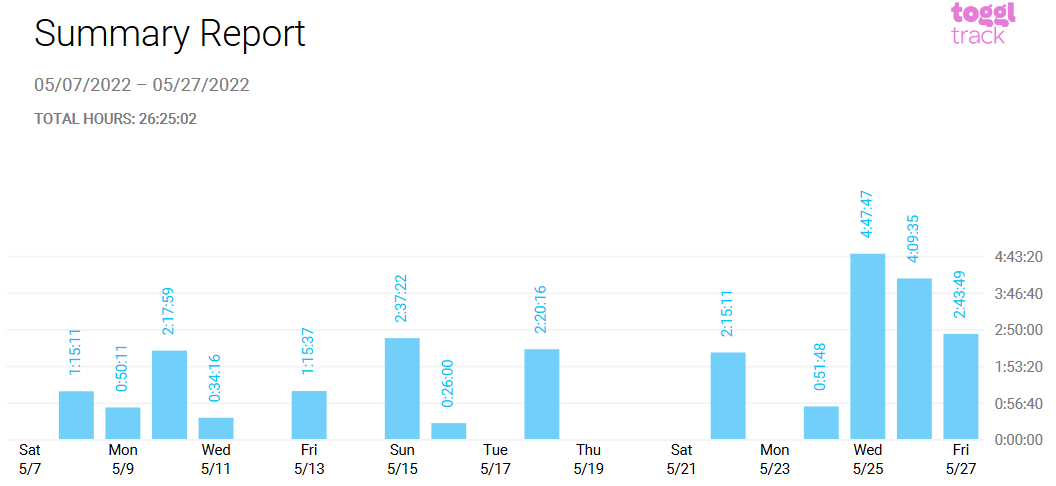 Summary Report
toggl
track
05/07/2022 – 05/27/2022
TOTAL HOURS: 26:25:02
1:15:11
0:50:11
2:17:59
0:34:16
1:15:37
2:37:22
0:26:00
2:20:16
2:15:11
0:51:48
4:47:47
4:09:35
2:43:49
4:43:20
3:46:40
2:50:00
1:53:20
0:56:40
0:00:00
Sat Mon Wed Fri Sun Tue Thu Sat Mon Wed Fri
5/7 5/9 5/11 5/13 5/15 5/17 5/19 5/21 5/23 5/25 5/27